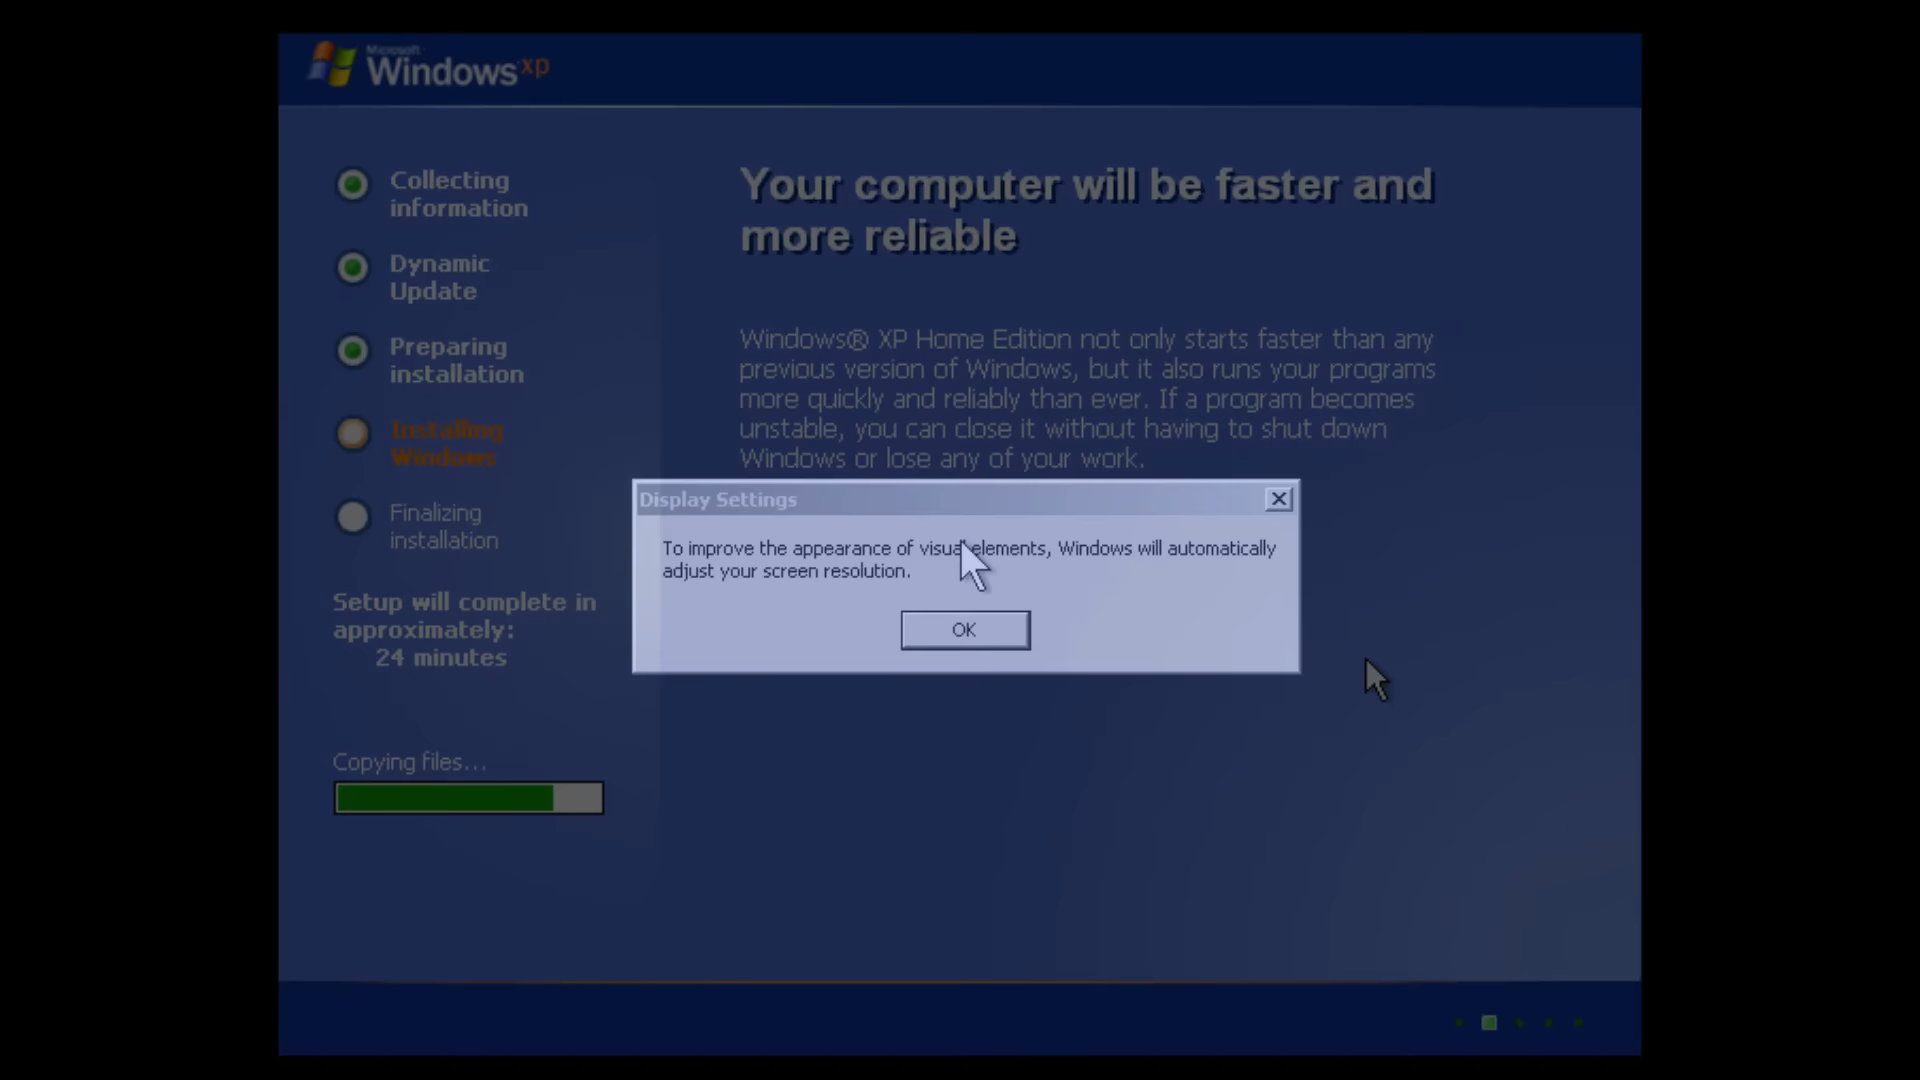 Microsoft
Windows xp
Collecting
information
Dynamic
Update
Preparing
installation
Installing
Windows
Finalizing
installation
Setup will complete in
approximately:
24 minutes
Copying files...
Your computer will be faster and
more reliable
Windows® XP Home Edition not only starts faster than any
previous version of Windows, but it also runs your programs
more quickly and reliably than ever. If a program becomes
unstable, you can close it without having to shut down
Windows or lose any of your work.
Display Settings
To improve the appearance of visual elements, Windows will automatically
adjust your screen resolution.
OK